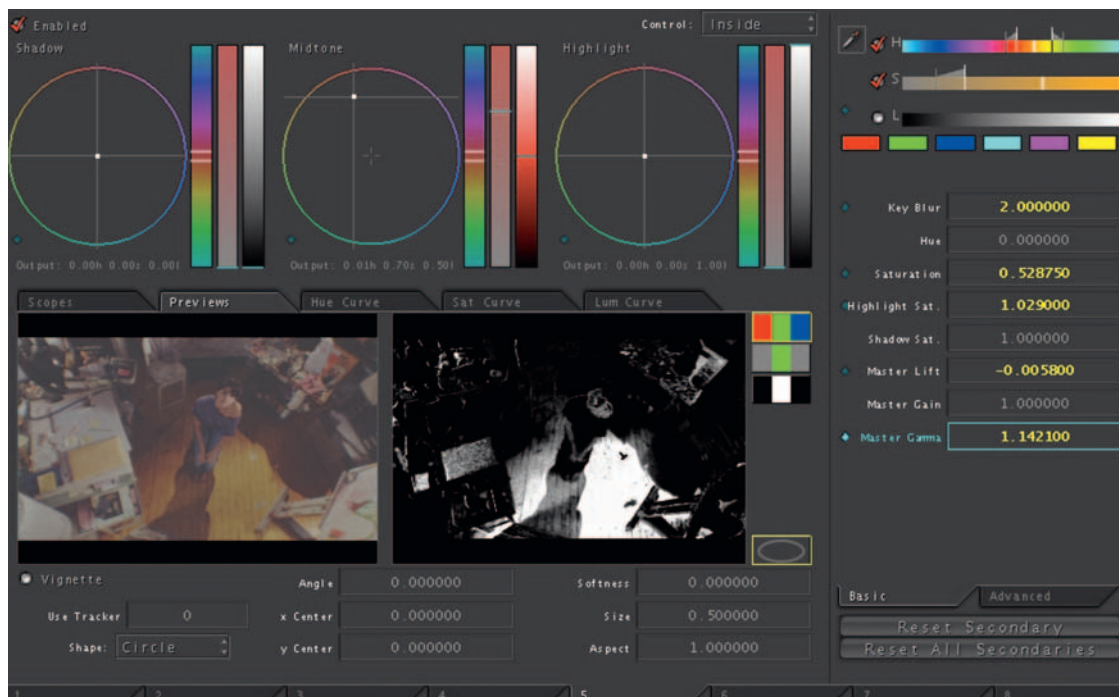 Enabled
Control: Inside
Shadow
Midtone
Highlight
H
S
L
Output: 0.00h 0.00s 0.00l
Output: 0.01h 0.70s 0.50l
Output: 0.00h 0.00s 1.00l
Key Blur 2.000000
Hue 0.000000
Saturation 0.528750
Highlight Sat. 1.029000
Shadow Sat. 1.000000
Master Lift -0.005800
Master Gain 1.000000
Master Gamma 1.142100
Scopes
Previews
Hue Curve
Sat Curve
Lum Curve
Vignette
Angle 0.000000
Softness 0.000000
Use Tracker 0
x Center 0.000000
Size 0.500000
Shape: Circle
y Center 0.000000
Aspect 1.000000
Basic
Advanced
Reset Secondary
Reset All Secondaries
1 2 3 4 5 6 7 8